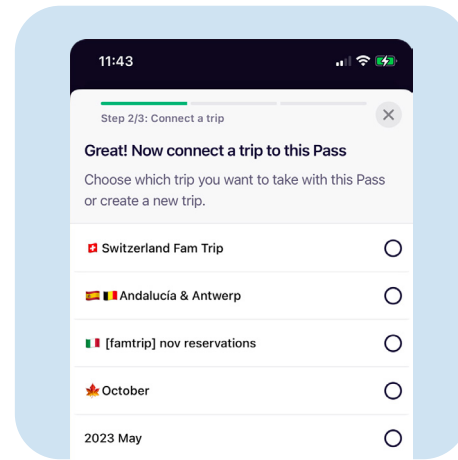 11:43
Step 2/3: Connect a trip
Great! Now connect a trip to this Pass
Choose which trip you want to take with this Pass
or create a new trip.
🇨🇭 Switzerland Fam Trip
🇪🇸🇧🇪Andalucía & Antwerp
🇮🇹 [famtrip] nov reservations
🍁October
2023 May